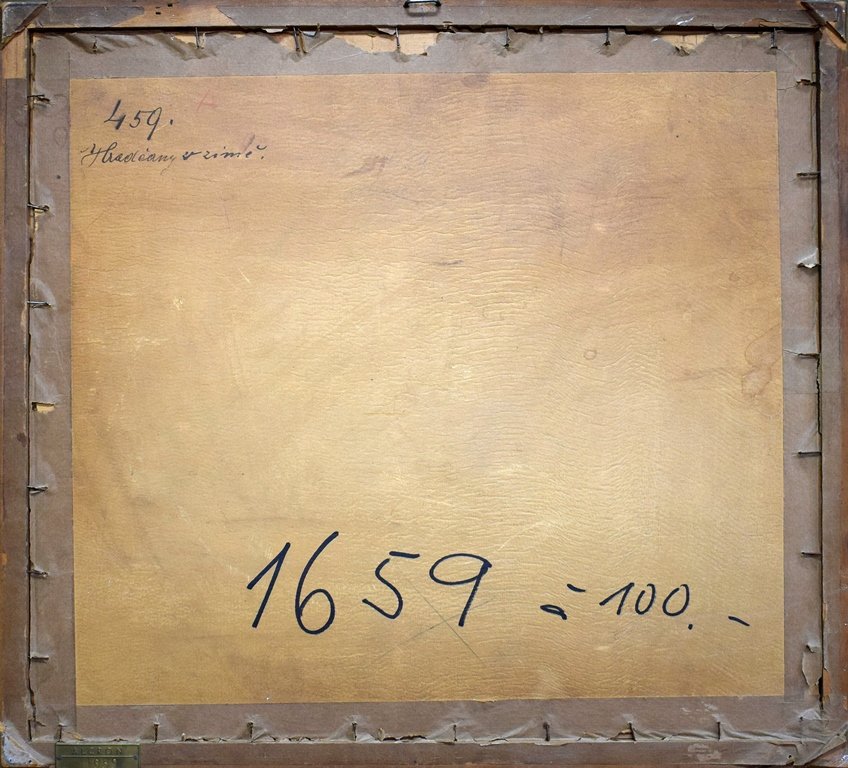 459.
Hradčany v zimě.
1659 = 100.-